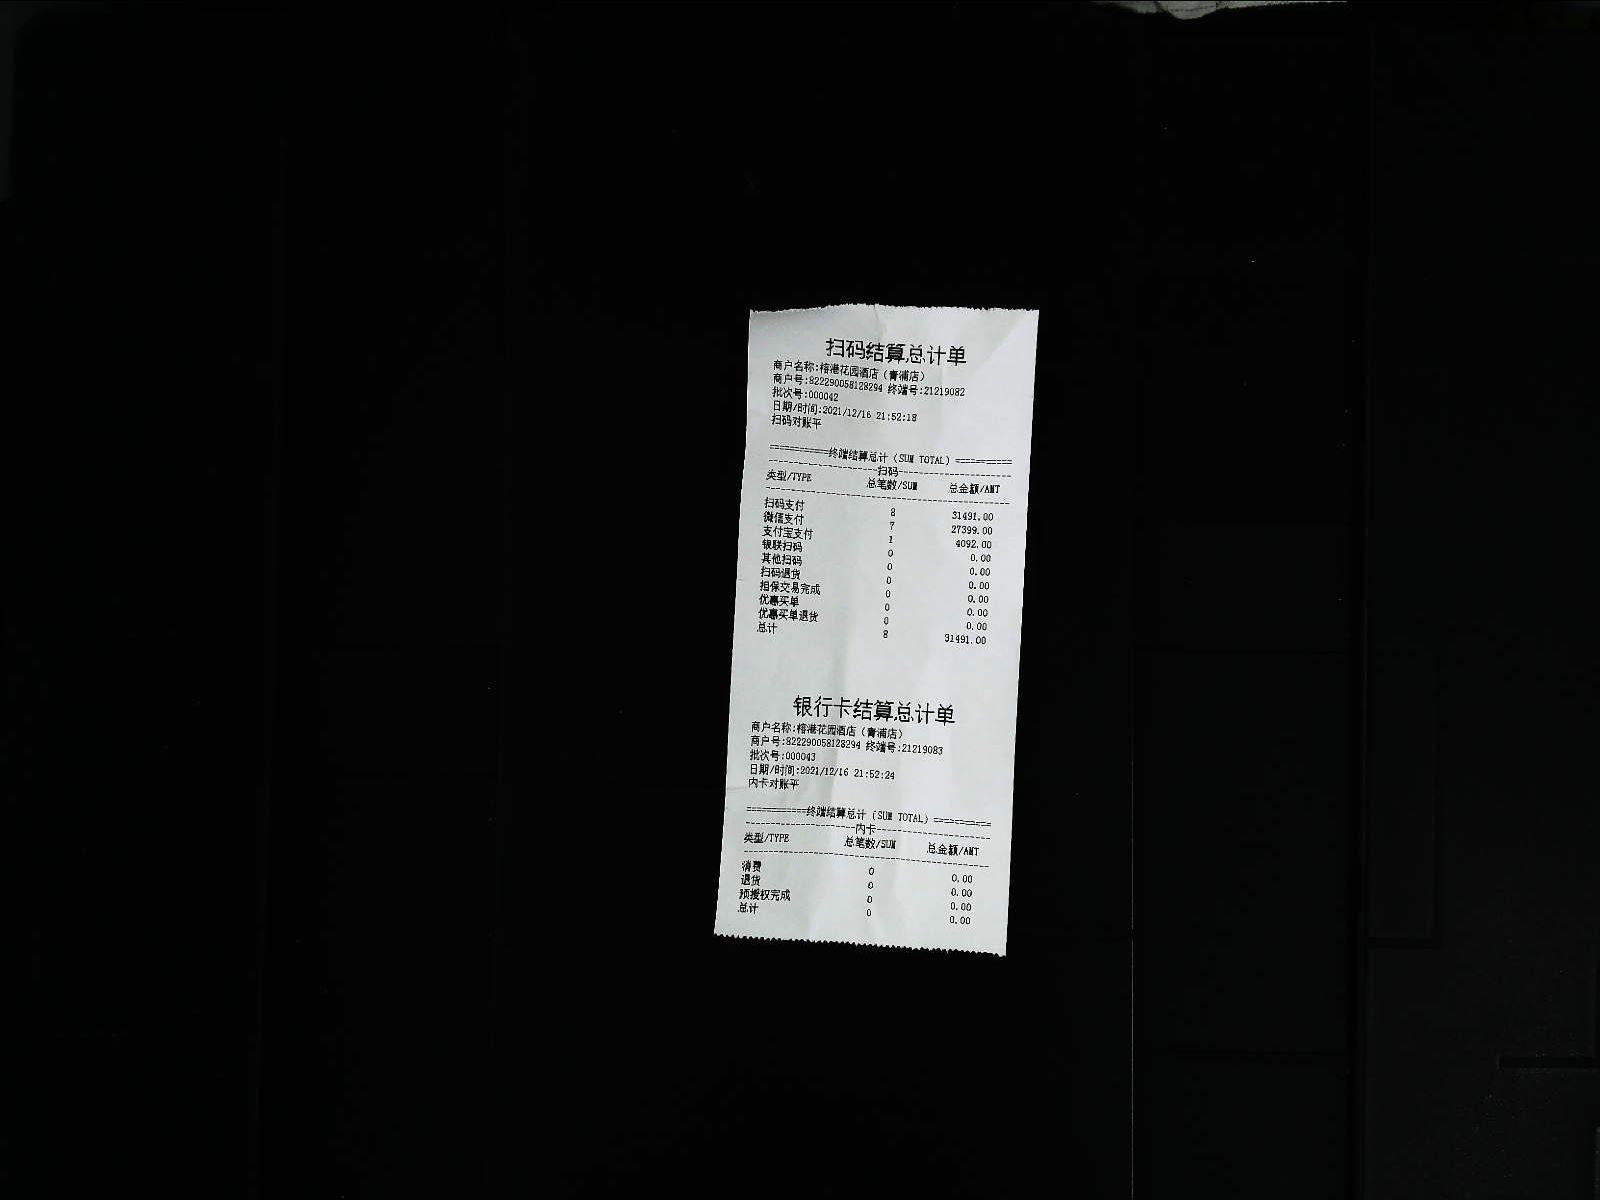 扫码结算总计单
商户名称:榕港花园酒店（青浦店）
商户号:822290058128294 终端号:21219082
批次号:000042
日期/时间:2021/12/16 21:52:18
扫码对账平
============终端结算总计（SUM TOTAL）============
----------------------扫码----------------------
类型/TYPE 总笔数/SUM 总金额/AMT
扫码支付 8 31491.00
微信支付 7 27399.00
支付宝支付 1 4092.00
银联扫码 0 0.00
其他扫码 0 0.00
扫码退货 0 0.00
担保交易完成 0 0.00
优惠买单 0 0.00
优惠买单退货 0 0.00
总计 8 31491.00
银行卡结算总计单
商户名称:榕港花园酒店（青浦店）
商户号:822290058128294 终端号:21219083
批次号:000043
日期/时间:2021/12/16 21:52:24
内卡对账平
============终端结算总计（SUM TOTAL）============
----------------------内卡----------------------
类型/TYPE 总笔数/SUM 总金额/AMT
消费 0 0.00
退货 0 0.00
预授权完成 0 0.00
总计 0 0.00